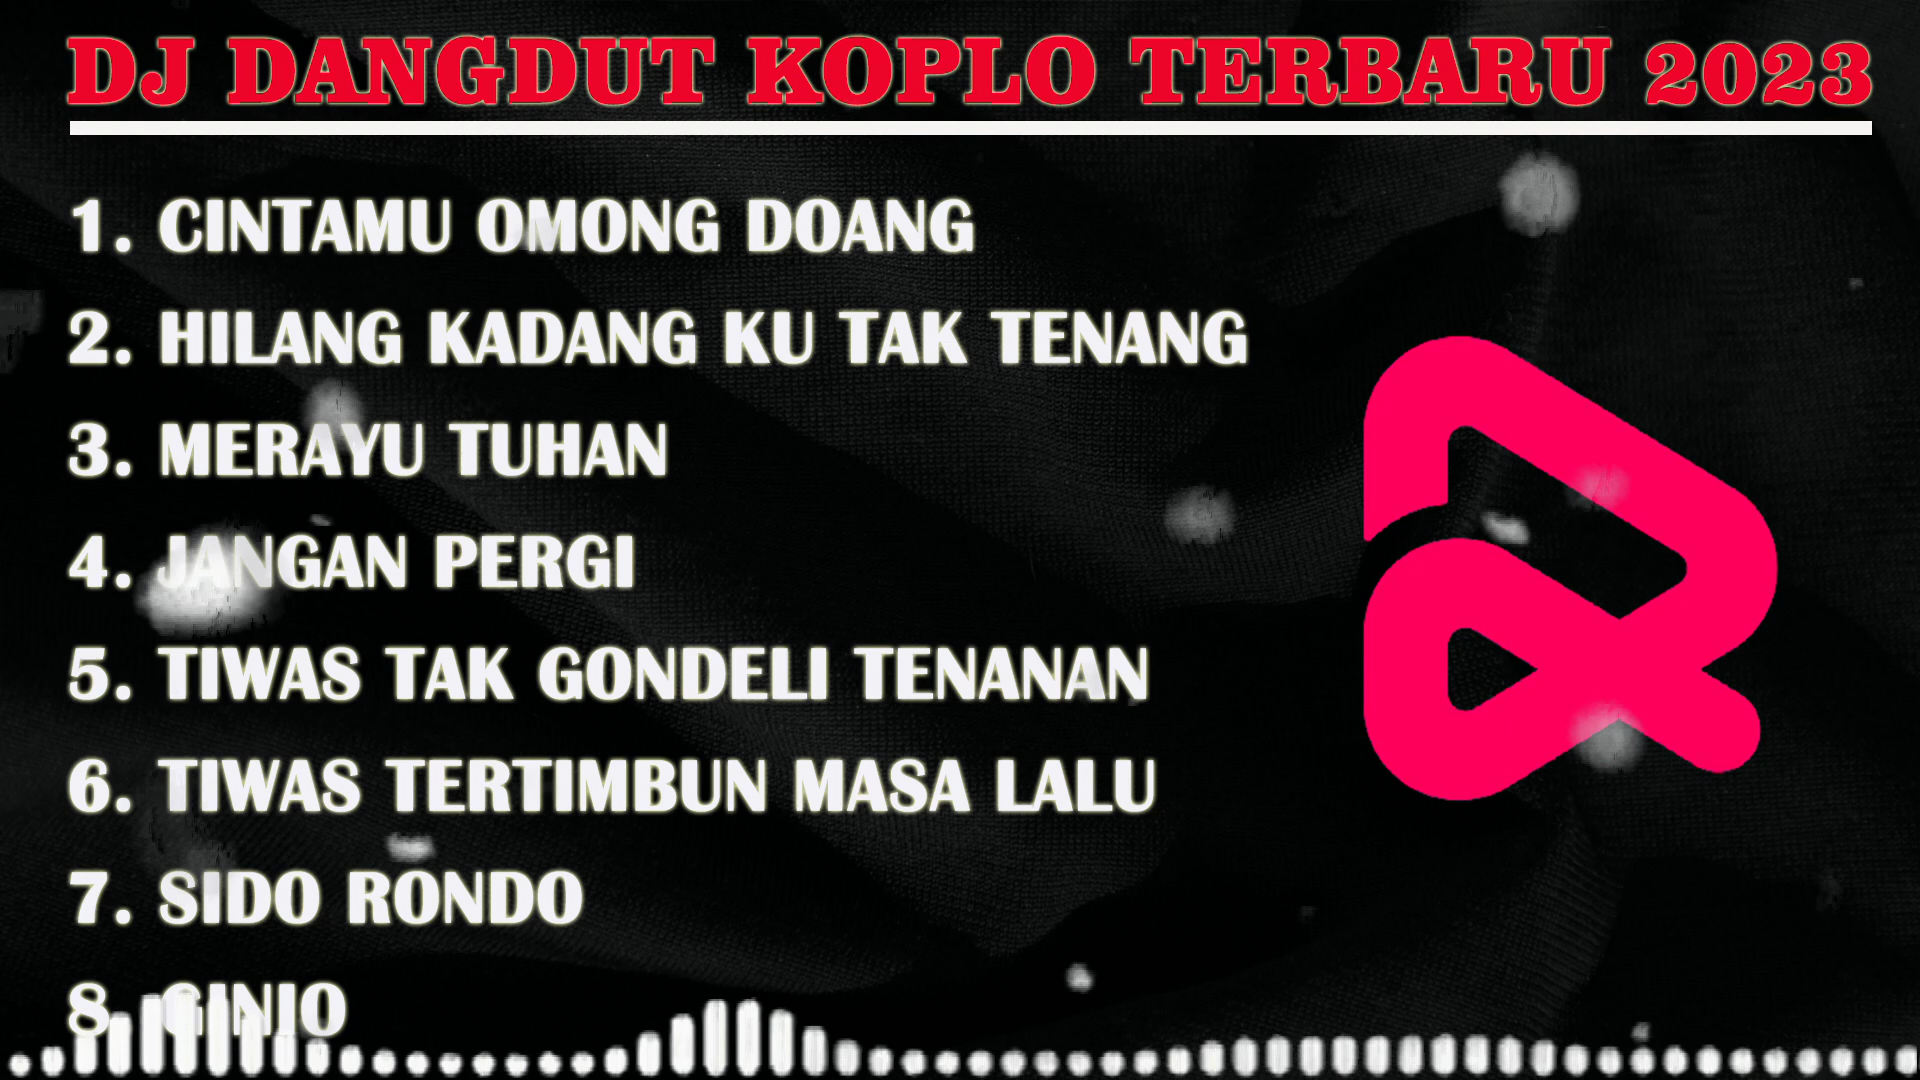 DJ DANGDUT KOPLO TERBARU 2023
1. CINTAMU OMONG DOANG
2. HILANG KADANG KU TAK TENANG
3. MERAYU TUHAN
4. JANGAN PERGI
5. TIWAS TAK GONDELI TENANAN
6. TIWAS TERTIMBUN MASA LALU
7. SIDO RONDO
8. GINIO